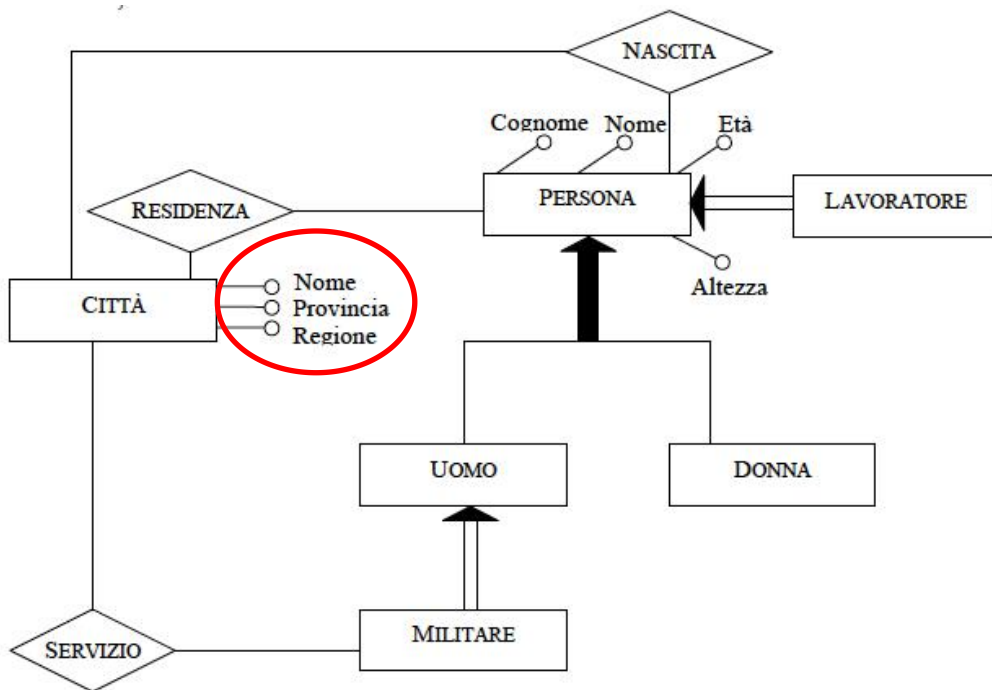 NASCITA
Cognome Nome Età
PERSONA
LAVORATORE
RESIDENZA
Altezza
CITTÀ
Nome
Provincia
Regione
UOMO
DONNA
MILITARE
SERVIZIO